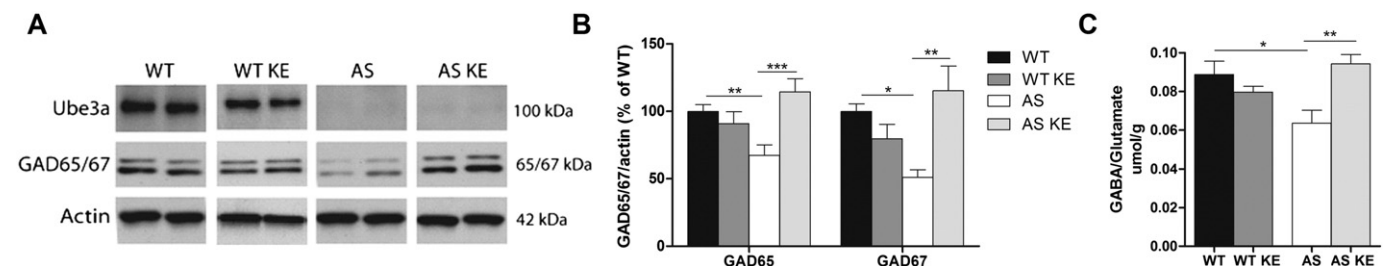 A
WT WT KE AS AS KE
Ube3a 100 kDa
GAD65/67 65/67 kDa
Actin 42 kDa
B
GAD65/67/actin (% of WT)
150
100
50
0
** *** * **
GAD65 GAD67
WT
WT KE
AS
AS KE
C
GABA/Glutamate
umol/g
0.10
0.08
0.06
0.04
0.02
0.00
* **
WT WT KE AS AS KE